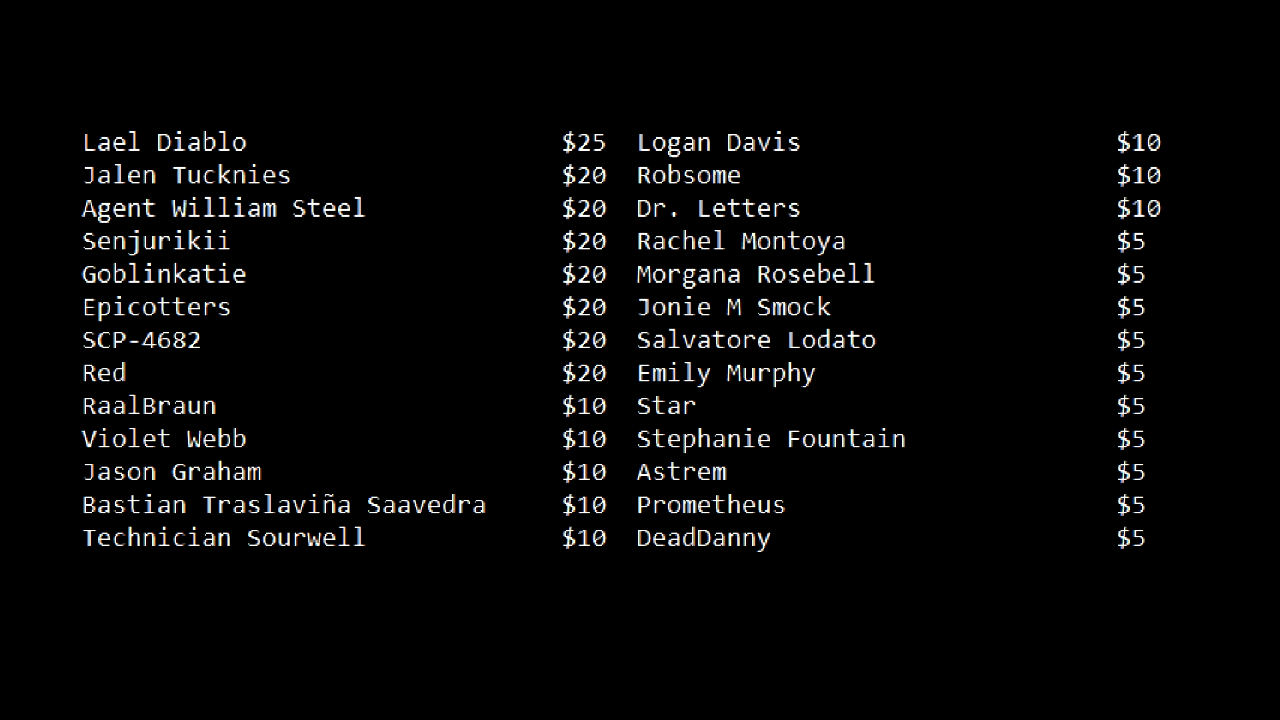 Lael Diablo $25 Logan Davis $10
Jalen Tucknies $20 Robsome $10
Agent William Steel $20 Dr. Letters $10
Senjurikii $20 Rachel Montoya $5
Goblinkatie $20 Morgana Rosebell $5
Epicotters $20 Jonie M Smock $5
SCP-4682 $20 Salvatore Lodato $5
Red $20 Emily Murphy $5
RaalBraun $10 Star $5
Violet Webb $10 Stephanie Fountain $5
Jason Graham $10 Astrem $5
Bastian Traslaviña Saavedra $10 Prometheus $5
Technician Sourwell $10 DeadDanny $5